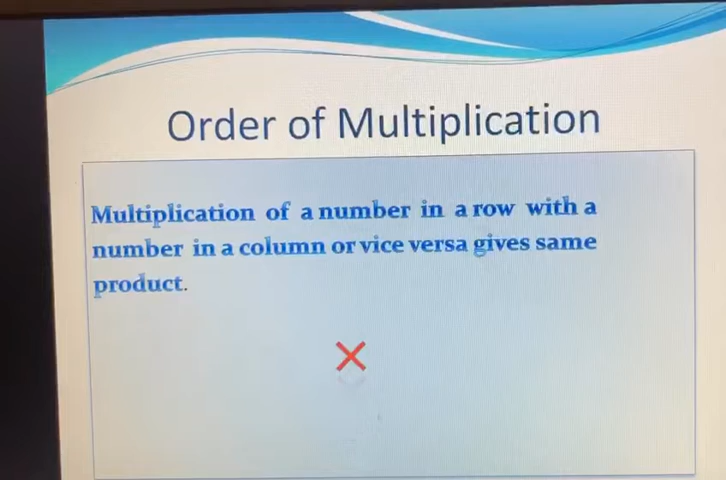 Order of Multiplication
Multiplication of a number in a row with a
number in a column or vice versa gives same
product.
×